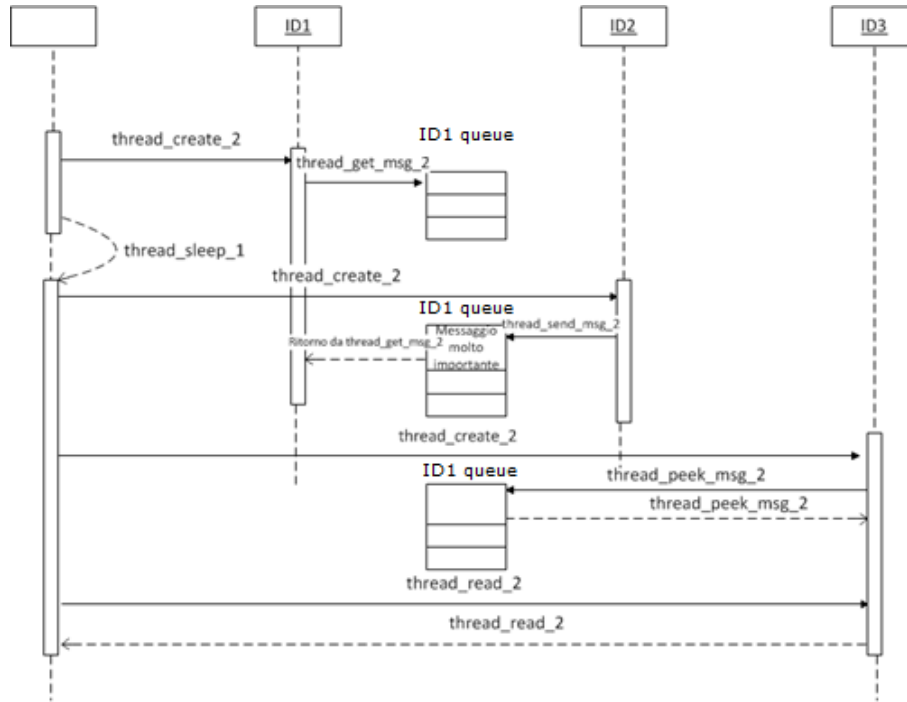 ID1
ID2
ID3
thread_create_2
ID1 queue
thread_get_msg_2
thread_sleep_1
thread_create_2
ID1 queue
thread_send_msg_2
Ritorno da thread_get_msg_2
Messaggio
molto
importante
thread_create_2
ID1 queue
thread_peek_msg_2
thread_peek_msg_2
thread_read_2
thread_read_2